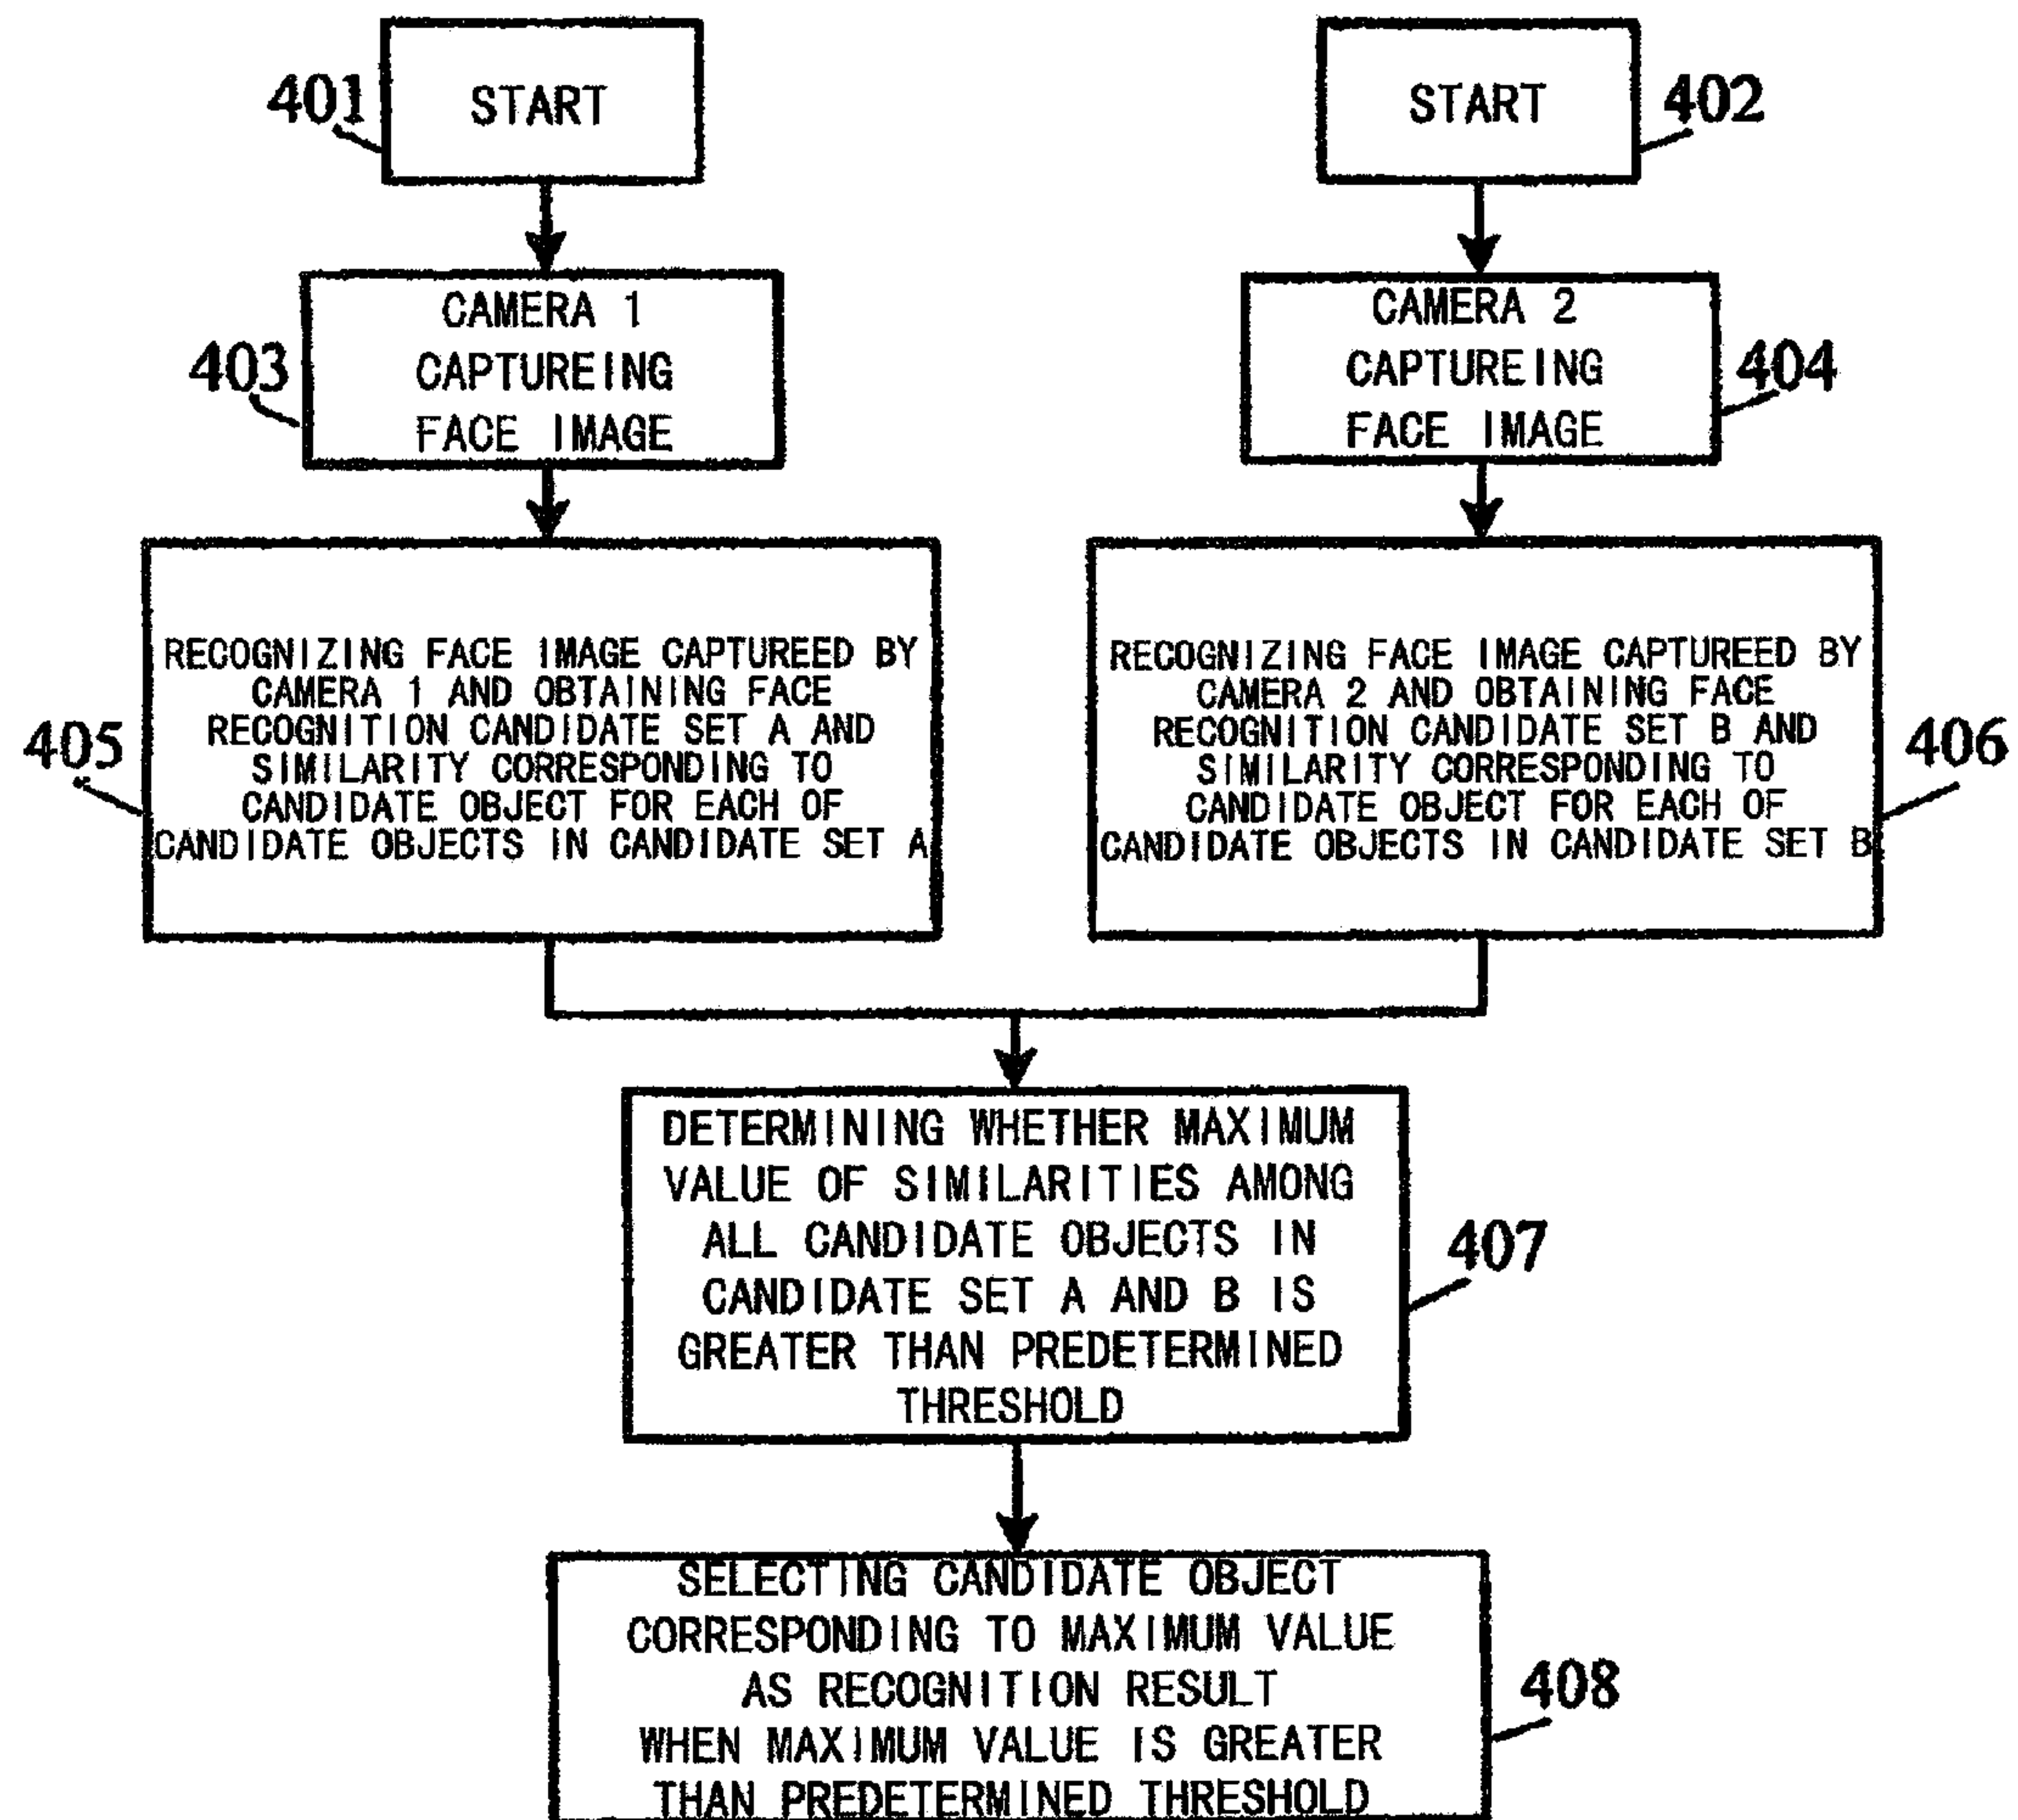 401
START
START
402
403
CAMERA 1
CAPTUREING
FACE IMAGE
CAMERA 2
CAPTUREING
FACE IMAGE
404
405
RECOGNIZING FACE IMAGE CAPTUREED BY
CAMERA 1 AND OBTAINING FACE
RECOGNITION CANDIDATE SET A AND
SIMILARITY CORRESPONDING TO
CANDIDATE OBJECT FOR EACH OF
CANDIDATE OBJECTS IN CANDIDATE SET A
RECOGNIZING FACE IMAGE CAPTUREED BY
CAMERA 2 AND OBTAINING FACE
RECOGNITION CANDIDATE SET B AND
SIMILARITY CORRESPONDING TO
CANDIDATE OBJECT FOR EACH OF
CANDIDATE OBJECTS IN CANDIDATE SET B
406
DETERMINING WHETHER MAXIMUM
VALUE OF SIMILARITIES AMONG
ALL CANDIDATE OBJECTS IN
CANDIDATE SET A AND B IS
GREATER THAN PREDETERMINED
THRESHOLD
407
SELECTING CANDIDATE OBJECT
CORRESPONDING TO MAXIMUM VALUE
AS RECOGNITION RESULT
WHEN MAXIMUM VALUE IS GREATER
THAN PREDETERMINED THRESHOLD
408